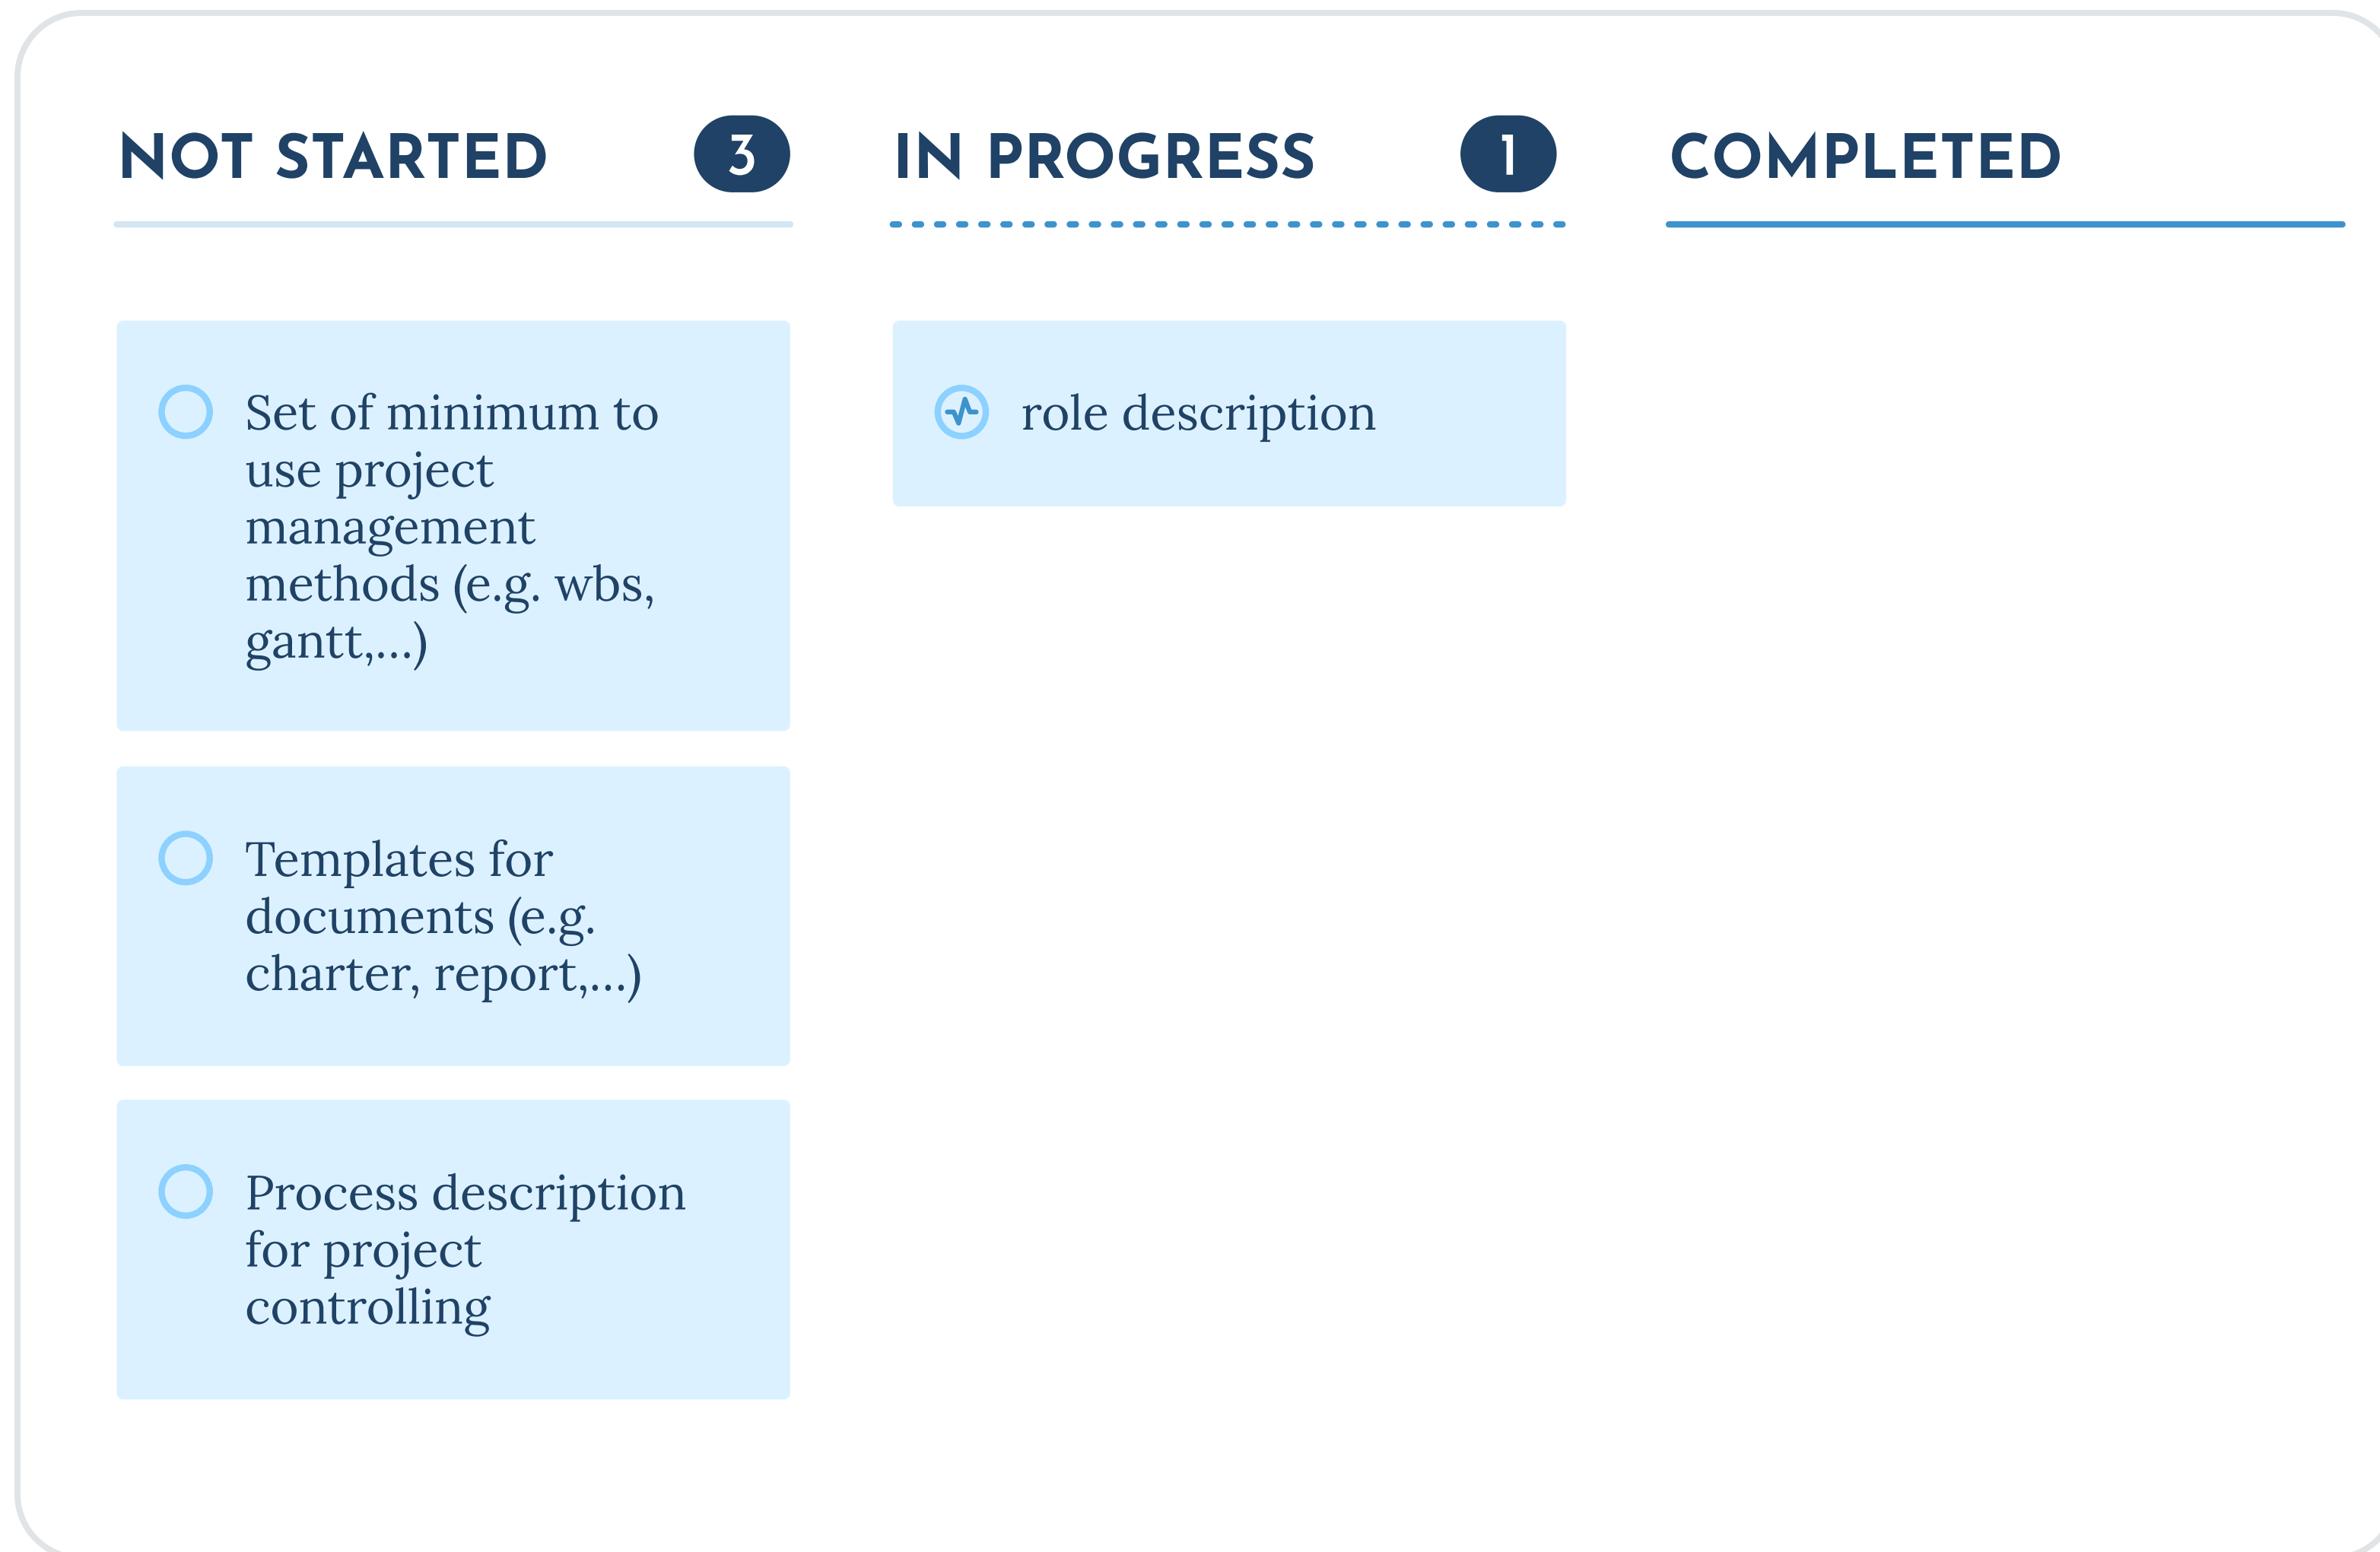 NOT STARTED 3
Set of minimum to
use project
management
methods (e.g. wbs,
gantt,...)
Templates for
documents (e.g.
charter, report,...)
Process description
for project
controlling
IN PROGRESS 1
role description
COMPLETED